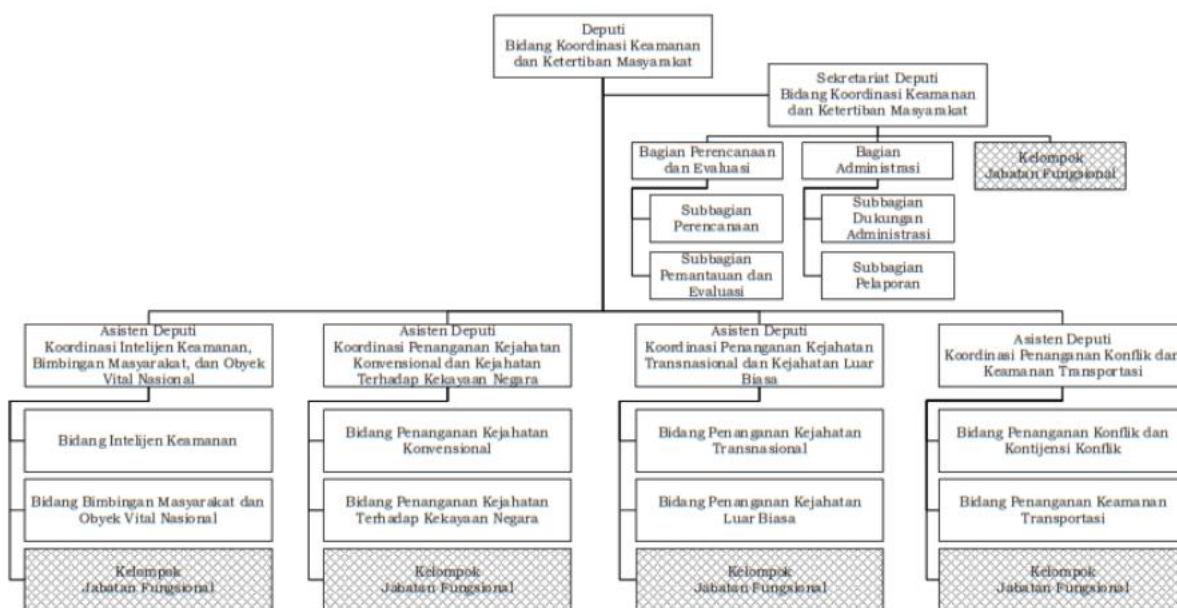 Deputi
Bidang Koordinasi Keamanan
dan Ketertiban Masyarakat
Sekretariat Deputi
Bidang Koordinasi Keamanan
dan Ketertiban Masyarakat
Bagian Perencanaan
dan Evaluasi
Bagian
Administrasi
Kelompok
Jabatan Fungsional
Subbagian
Perencanaan
Subbagian
Dukungan
Administrasi
Subbagian
Pemantauan dan
Evaluasi
Subbagian
Pelaporan
Asisten Deputi
Koordinasi Intelijen Keamanan,
Bimbingan Masyarakat, dan Obyek
Vital Nasional
Asisten Deputi
Koordinasi Penanganan Kejahatan
Konvensional dan Kejahatan
Terhadap Kekayaan Negara
Asisten Deputi
Koordinasi Penanganan Kejahatan
Transnasional dan Kejahatan Luar
Biasa
Asisten Deputi
Koordinasi Penanganan Konflik dan
Keamanan Transportasi
Bidang Intelijen Keamanan
Bidang Penanganan Kejahatan
Konvensional
Bidang Penanganan Kejahatan
Transnasional
Bidang Penanganan Konflik dan
Kontijensi Konflik
Bidang Bimbingan Masyarakat dan
Obyek Vital Nasional
Bidang Penanganan Kejahatan
Terhadap Kekayaan Negara
Bidang Penanganan Kejahatan
Luar Biasa
Bidang Penanganan Keamanan
Transportasi
Kelompok
Jabatan Fungsional
Kelompok
Jabatan Fungsional
Kelompok
Jabatan Fungsional
Kelompok
Jabatan Fungsional